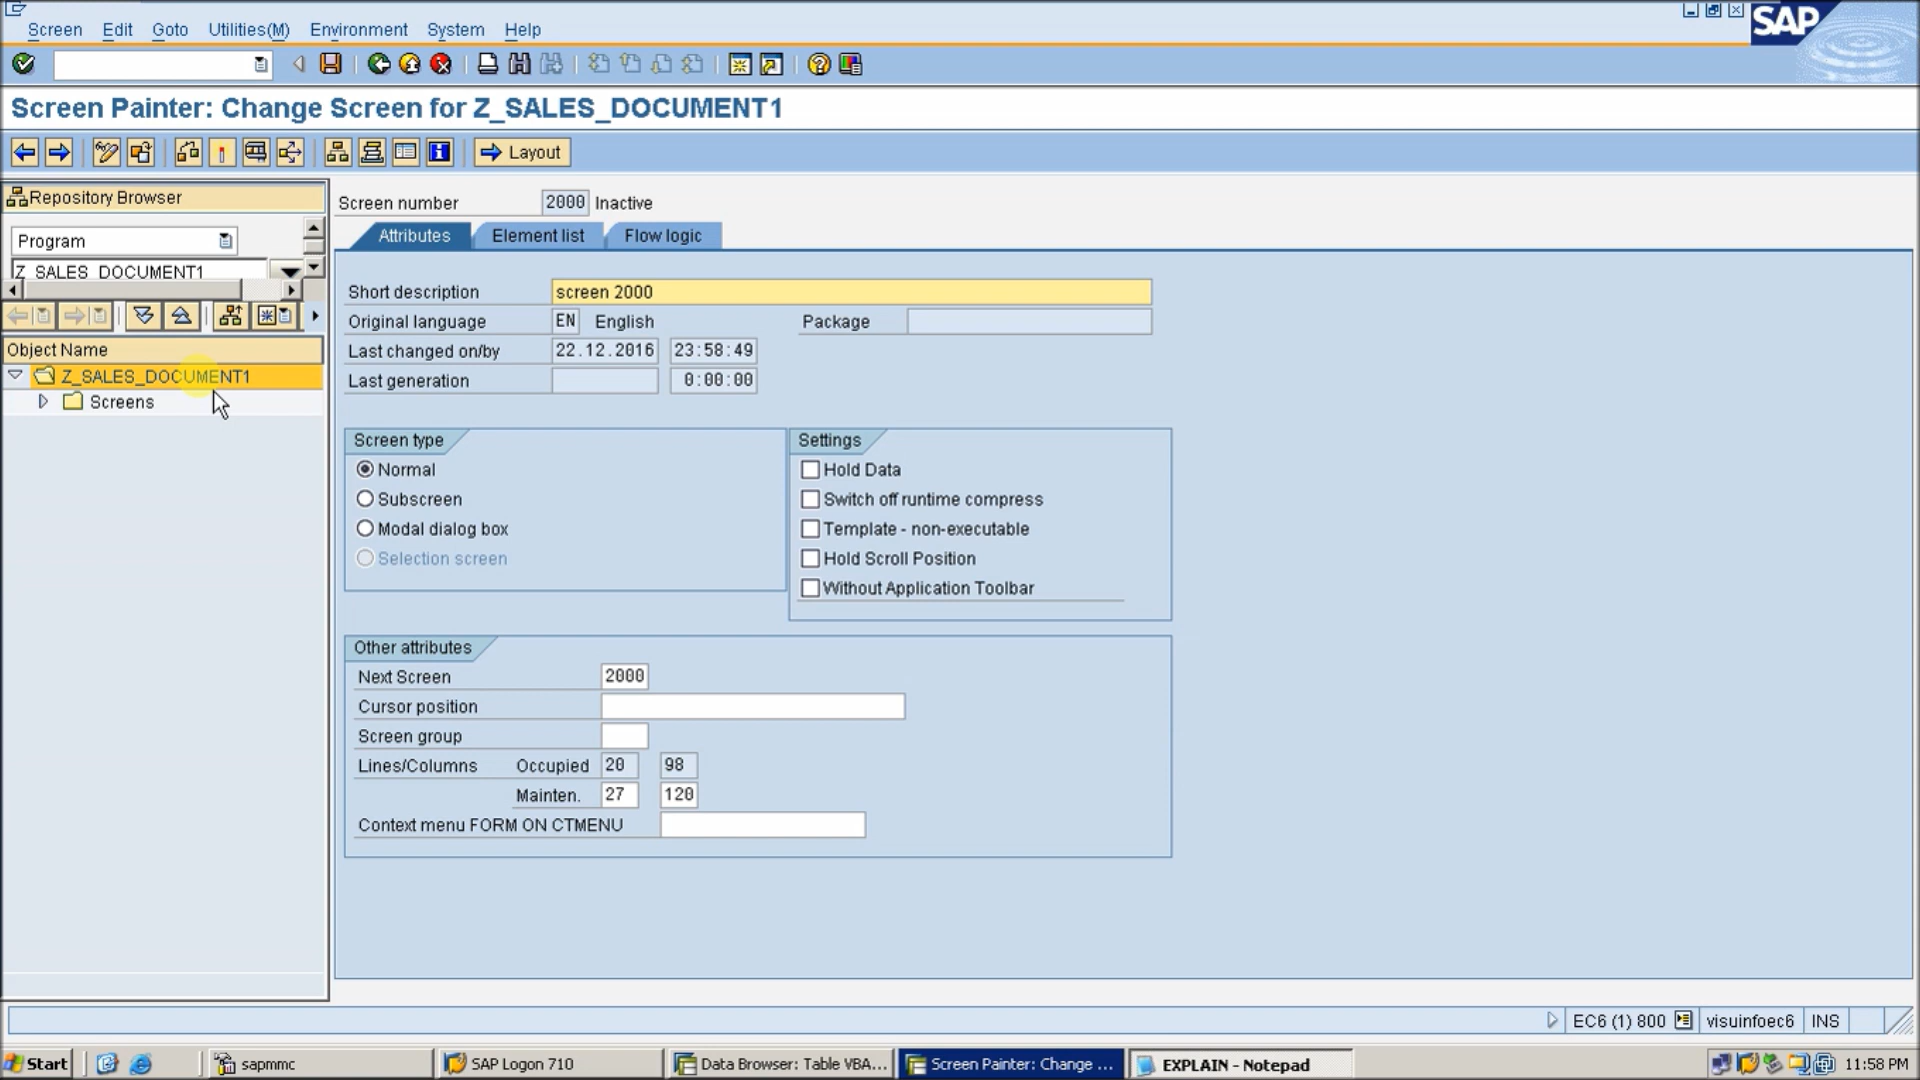 Screen Edit Goto Utilities(M) Environment System Help
SAP
Screen Painter: Change Screen for Z_SALES_DOCUMENT1
Layout
Repository Browser
Program
Z_SALES_DOCUMENT1
Object Name
Z_SALES_DOCUMENT1
Screens
Screen number 2000 Inactive
Attributes Element list Flow logic
Short description screen 2000
Original language EN English Package
Last changed on/by 22.12.2016 23:58:49
Last generation 0:00:00
Screen type
Normal
Subscreen
Modal dialog box
Selection screen
Settings
Hold Data
Switch off runtime compress
Template - non-executable
Hold Scroll Position
Without Application Toolbar
Other attributes
Next Screen 2000
Cursor position
Screen group
Lines/Columns Occupied 20 98
Mainten. 27 120
Context menu FORM ON CTMENU
EC6 (1) 800 visuinfoec6 INS
Start sapmmc SAP Logon 710 Data Browser: Table VBA... Screen Painter: Change ... EXPLAIN - Notepad 11:58 PM